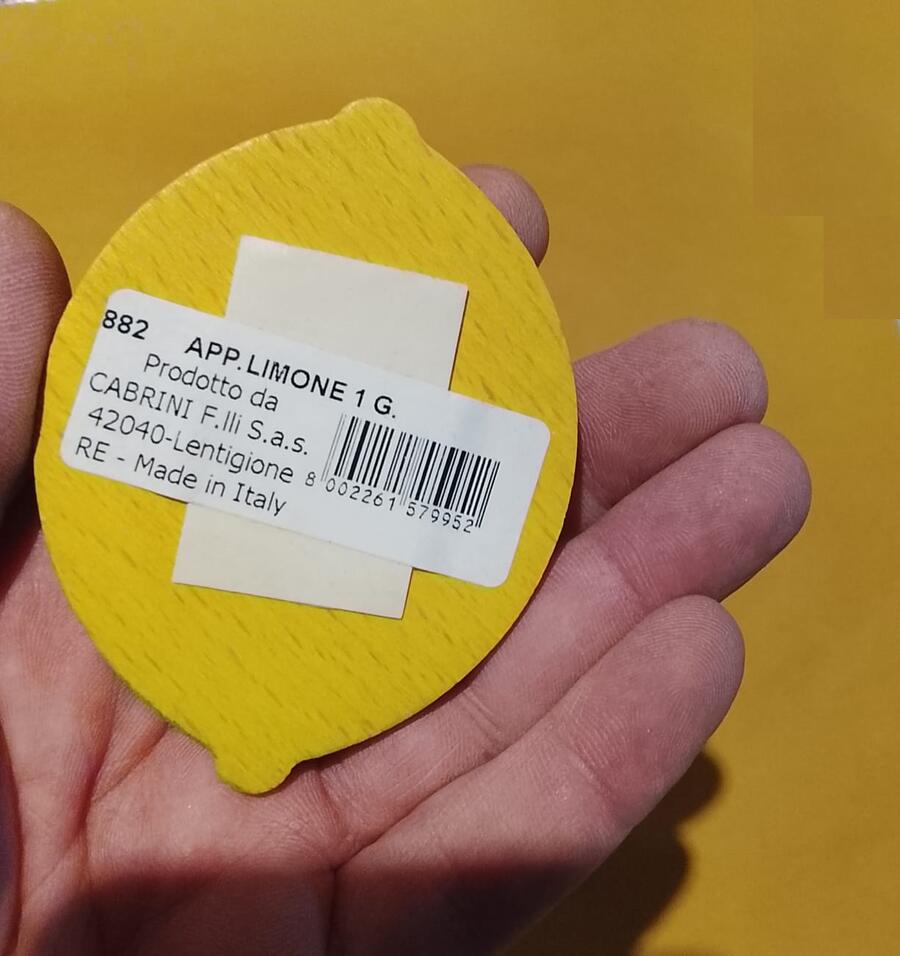 882 APP.LIMONE 1 G.
Prodotto da
CABRINI F.lli S.a.s.
42040-Lentigione
RE - Made in Italy
8 002261 579952